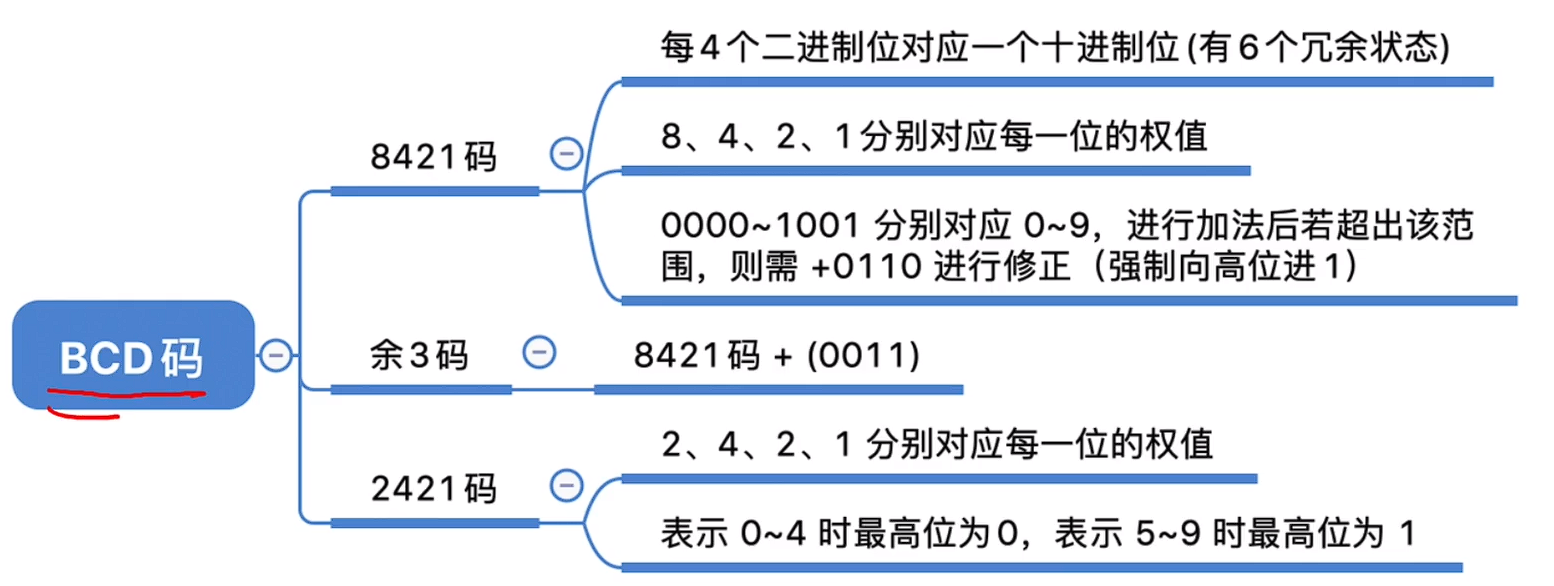 每4个二进制位对应一个十进制位(有6个冗余状态)
8、4、2、1分别对应每一位的权值
8421码
0000~1001 分别对应 0~9，进行加法后若超出该范
围，则需 +0110 进行修正（强制向高位进1）
BCD码
余3码
8421码 + (0011)
2、4、2、1 分别对应每一位的权值
2421码
表示 0~4 时最高位为0，表示 5~9 时最高位为 1